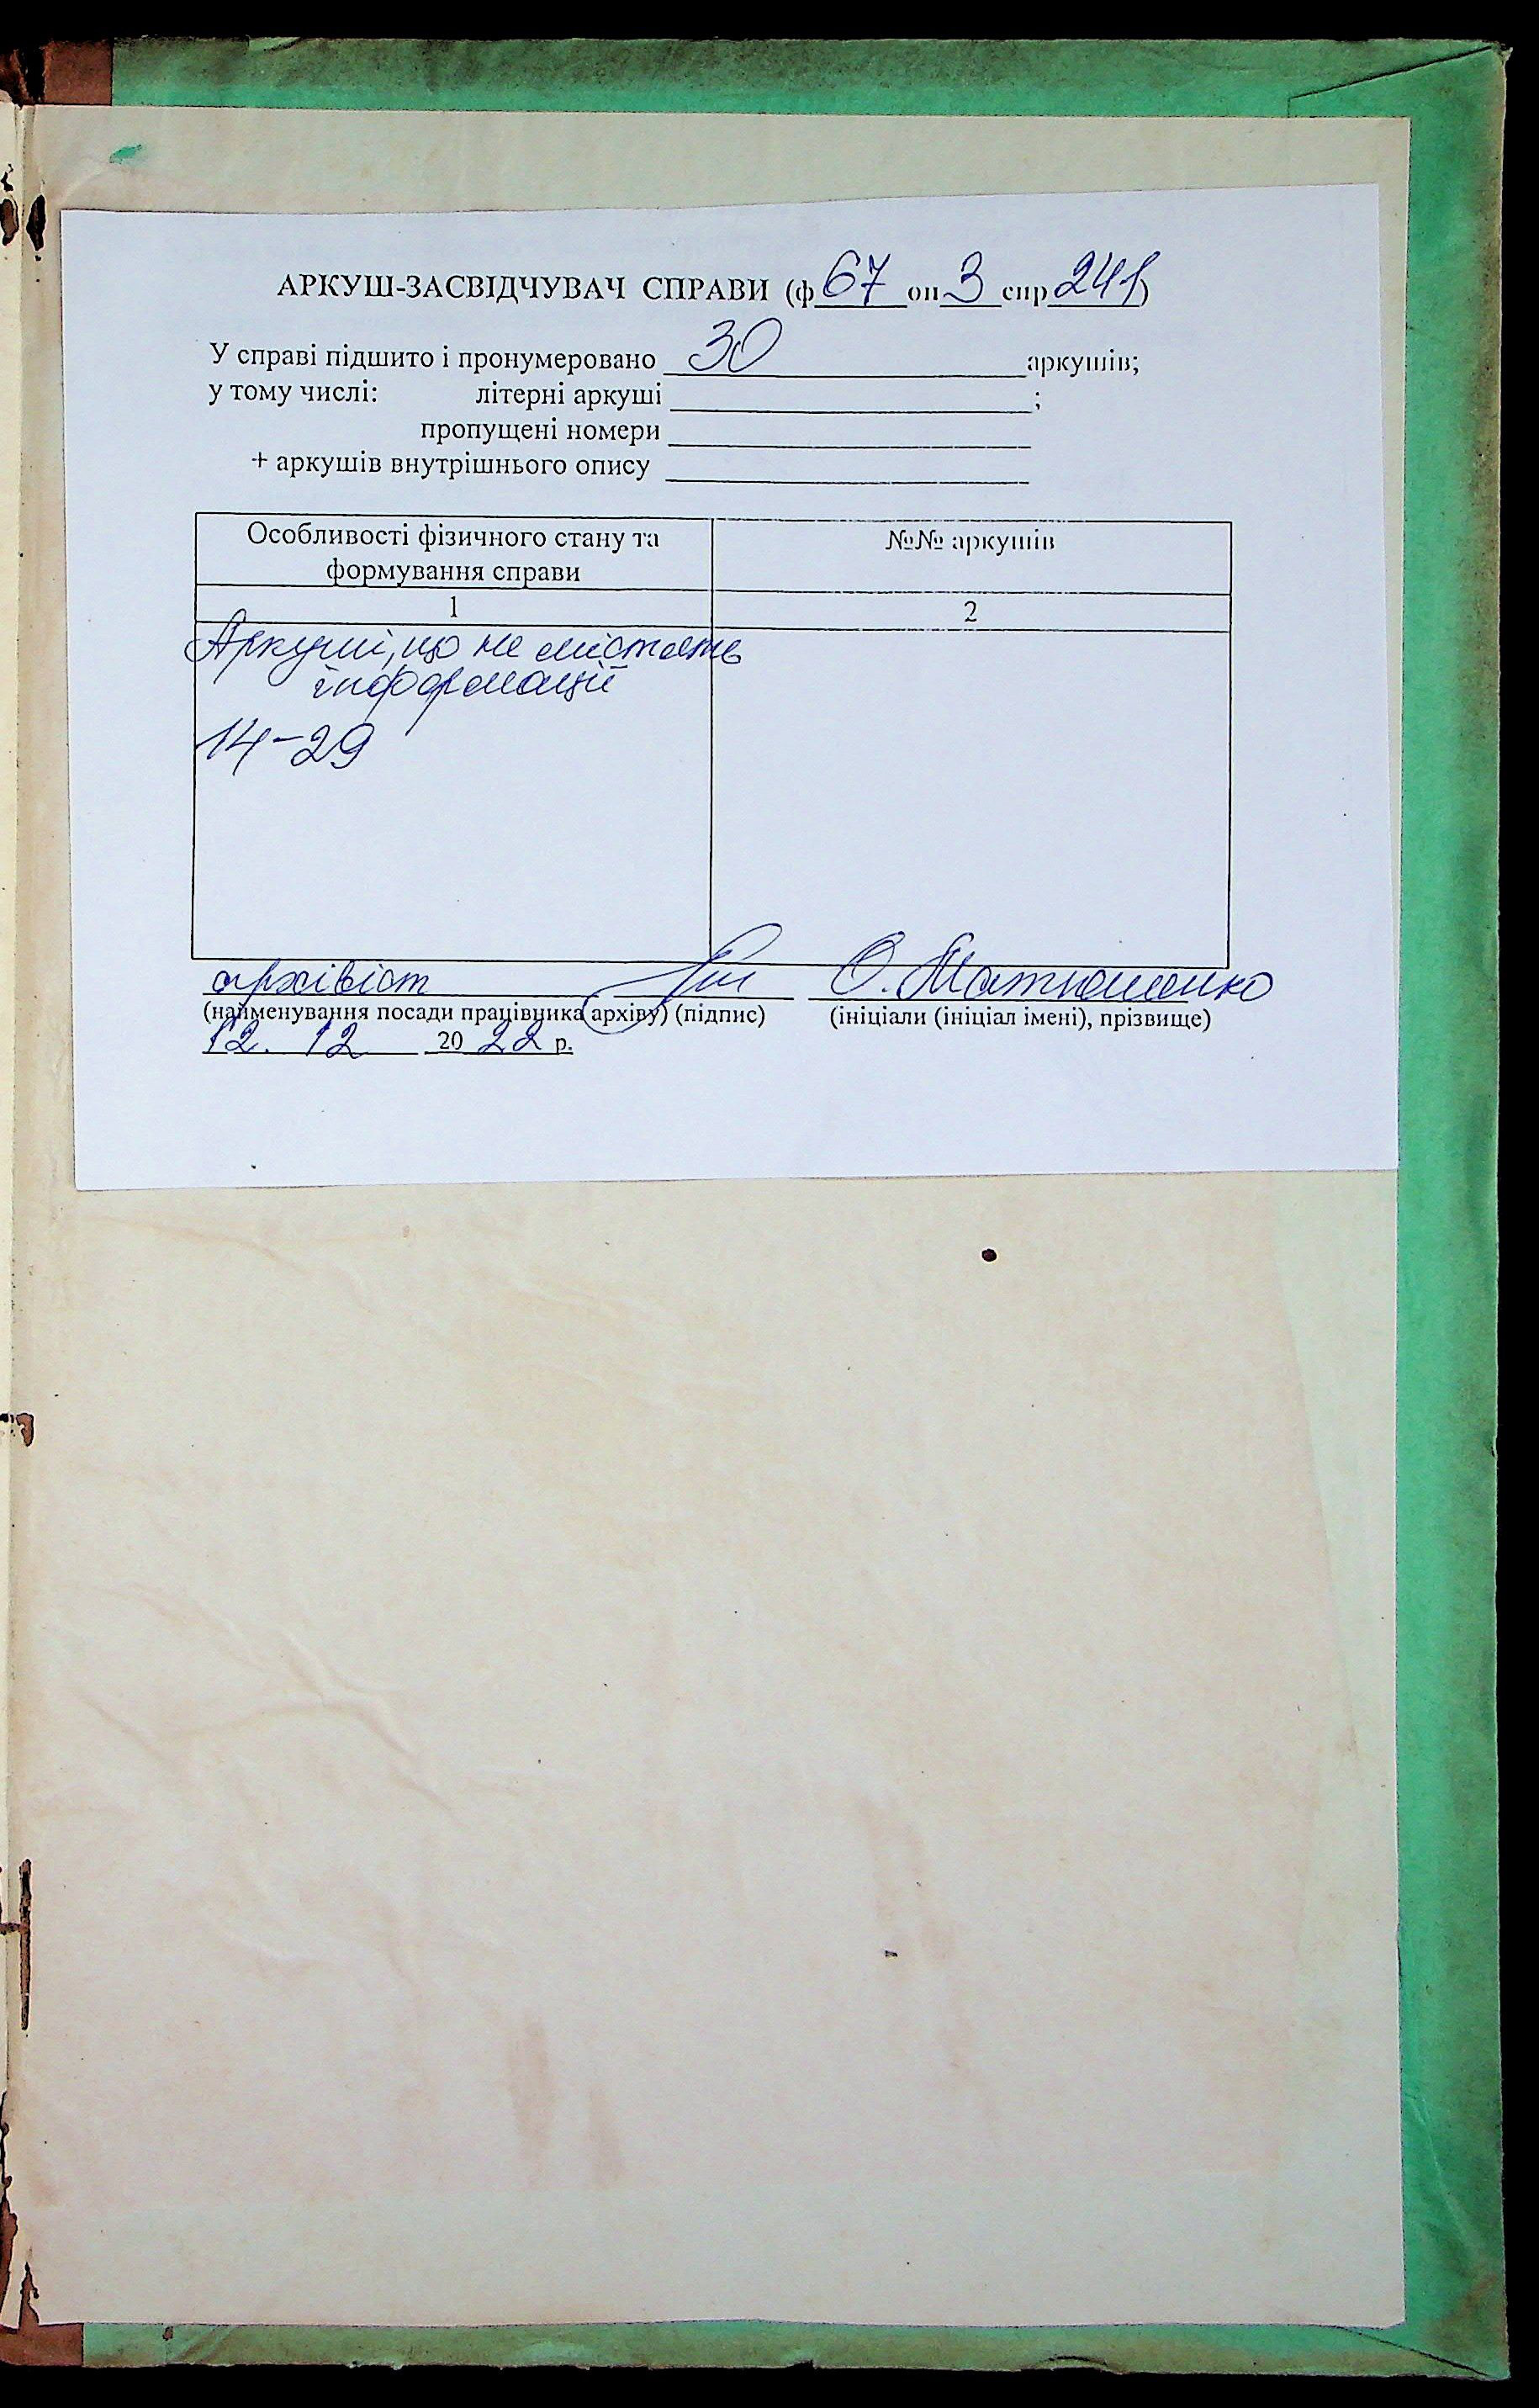 АРКУШ-ЗАСВІДЧУВАЧ СПРАВИ (ф 67 оп 3 спр 241)
У справі підшито і пронумеровано 30 аркушів;
у тому числі: літерні аркуші ;
пропущені номери
+ аркушів внутрішнього опису
Особливості фізичного стану та формування справи
№№ аркушів
1
2
Аркуші, що не містять
інформації
14-29
архівіст О. Матюшенко
(найменування посади працівника архіву) (підпис) (ініціали (ініціал імені), прізвище)
12. 12 2022 р.